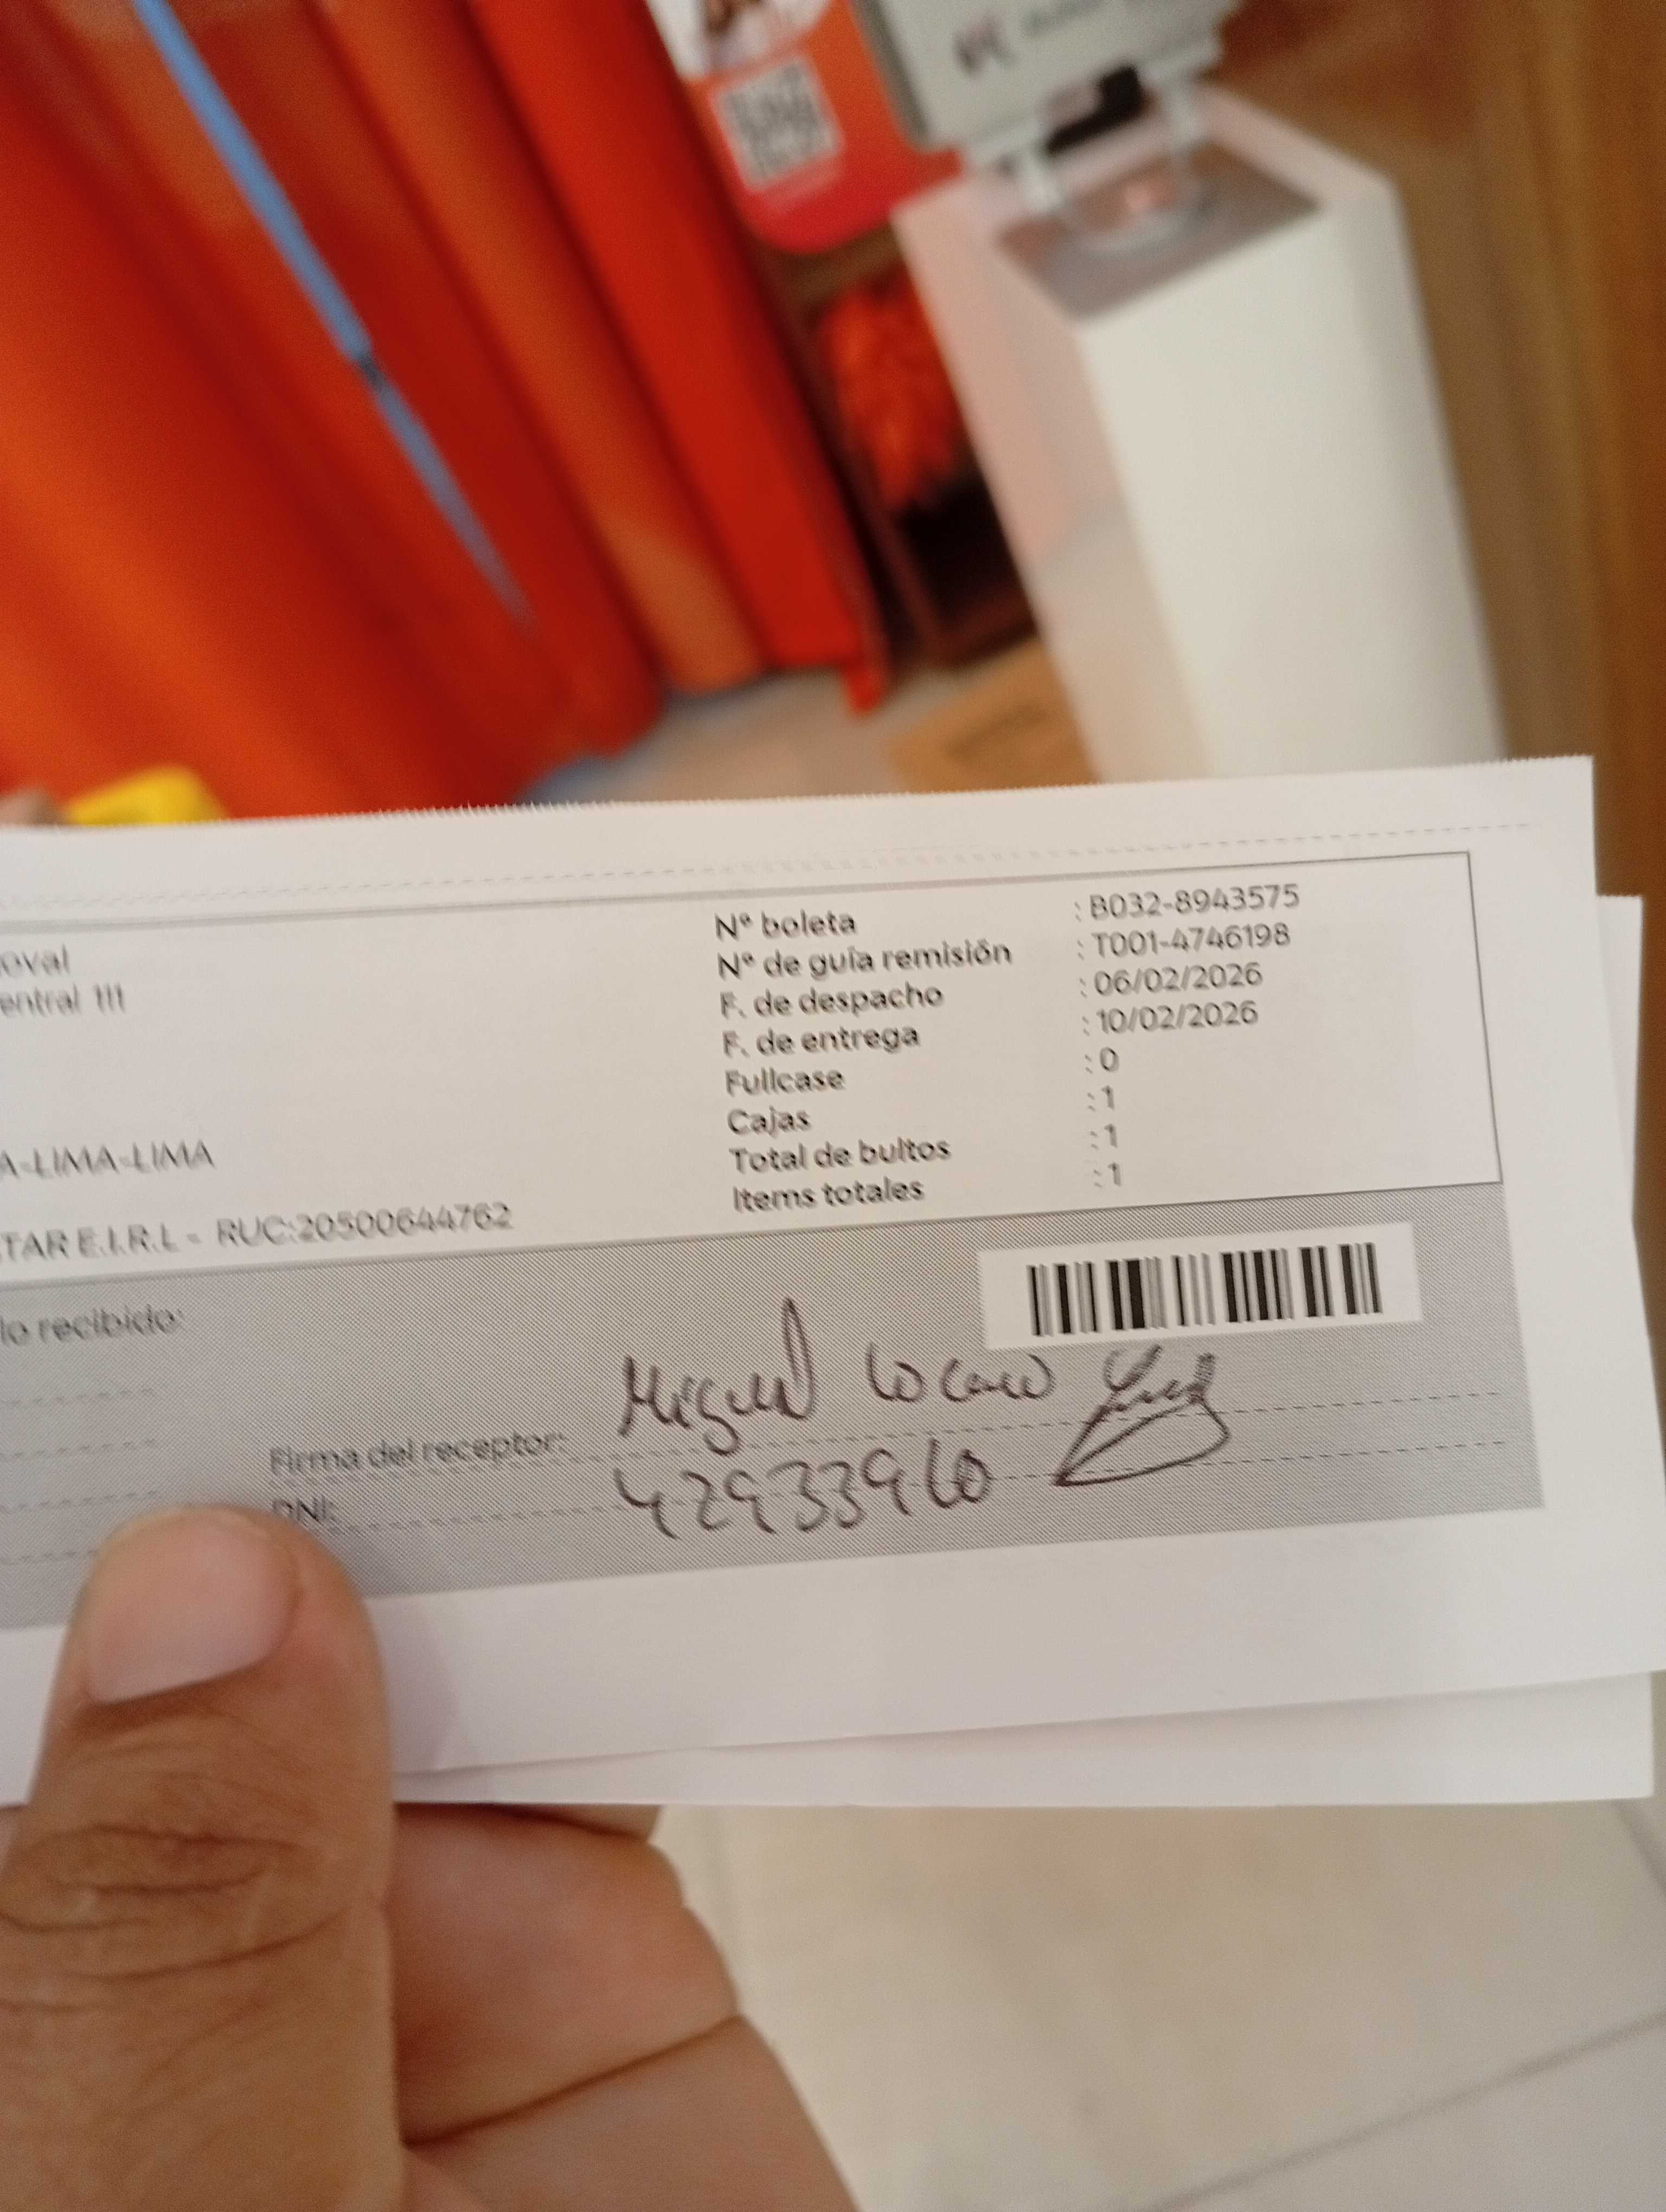 N° boleta : B032-8943575
oval N° de guía remisión : T001-4746198
entral 111 F. de despacho : 06/02/2026
F. de entrega : 10/02/2026
Fullcase : 0
Cajas : 1
A-LIMA-LIMA Total de bultos : 1
Items totales : 1
TAR E.I.R.L - RUC:20500644762
lo recibido:
Firma del receptor: Miguel
DNI: 42933960